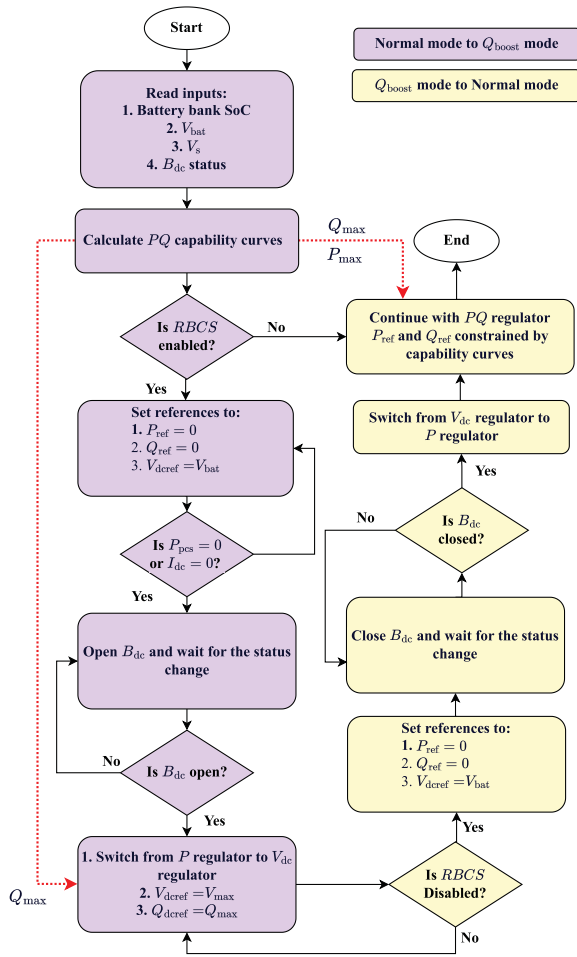 Start
Normal mode to Q_boost mode
Q_boost mode to Normal mode
Read inputs:
1. Battery bank SoC
2. V_bat
3. V_s
4. B_dc status
Calculate PQ capability curves
Q_max
P_max
End
Is RBCS
enabled?
No
Yes
Continue with PQ regulator
P_ref and Q_ref constrained by
capability curves
Set references to:
1. P_ref = 0
2. Q_ref = 0
3. V_dcref = V_bat
Switch from V_dc regulator to
P regulator
Yes
Is P_pcs = 0
or I_dc = 0?
Yes
Is B_dc
closed?
No
Open B_dc and wait for the status
change
Close B_dc and wait for the status
change
Is B_dc open?
No
Yes
Set references to:
1. P_ref = 0
2. Q_ref = 0
3. V_dcref = V_bat
Yes
1. Switch from P regulator to V_dc
regulator
2. V_dcref = V_max
3. Q_dcref = Q_max
Q_max
Is RBCS
Disabled?
No